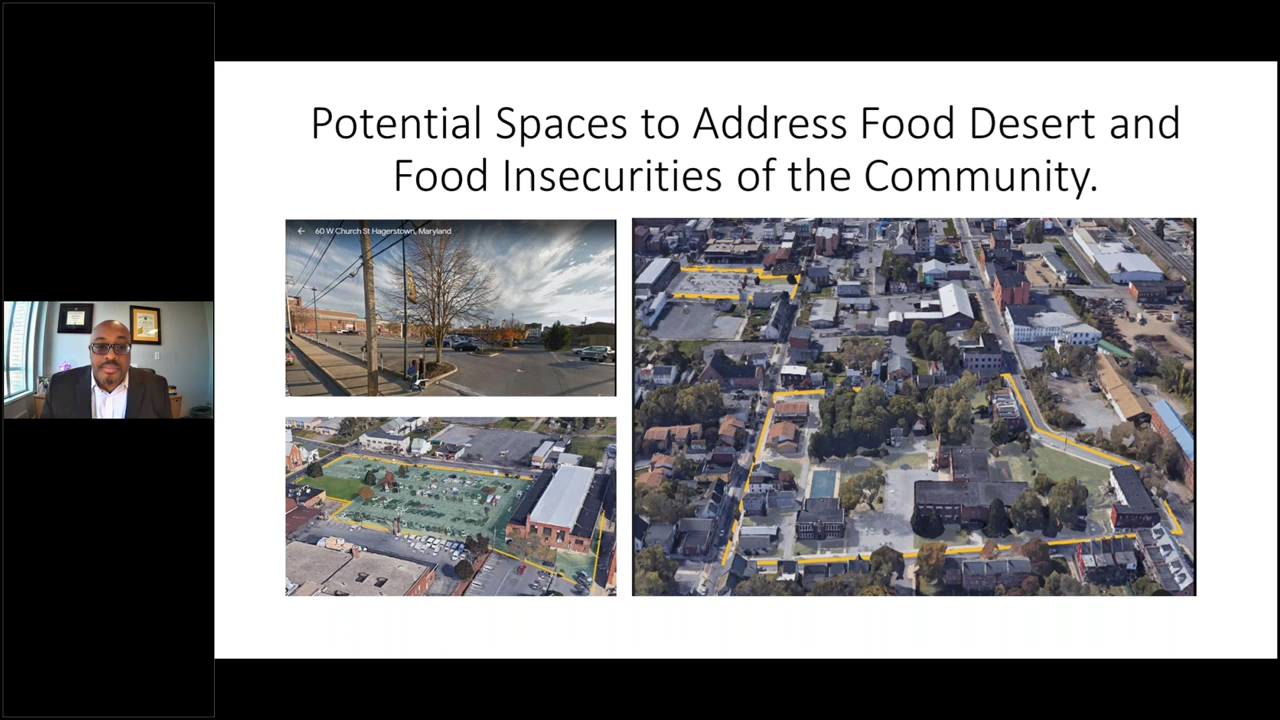 Potential Spaces to Address Food Desert and
Food Insecurities of the Community.
60 W Church St Hagerstown, Maryland